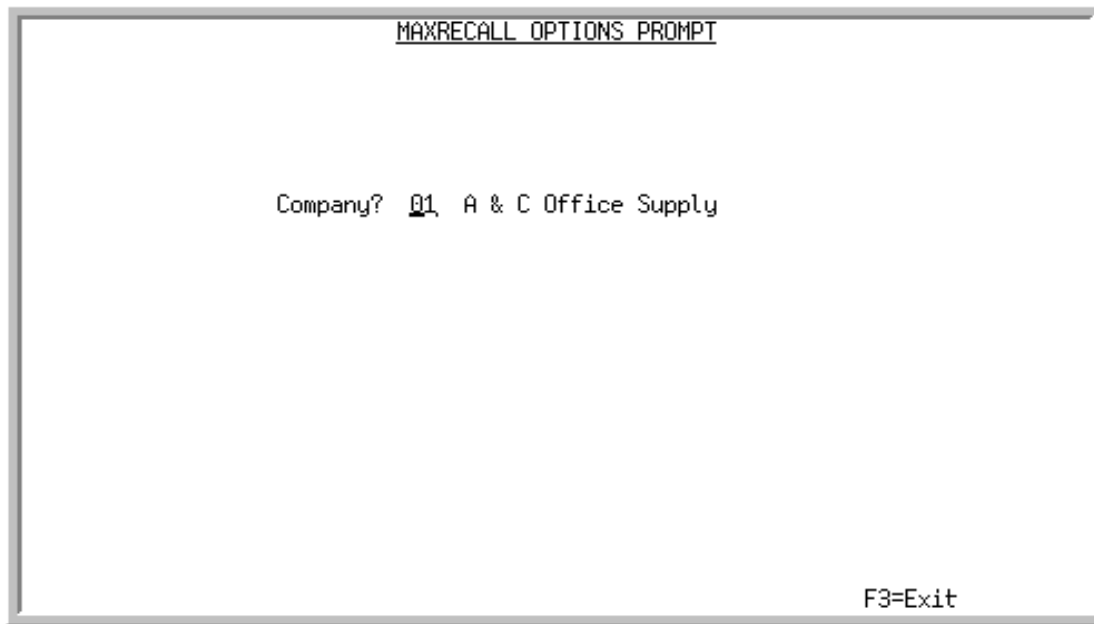 MAXRECALL OPTIONS PROMPT
Company? 01 A & C Office Supply
F3=Exit